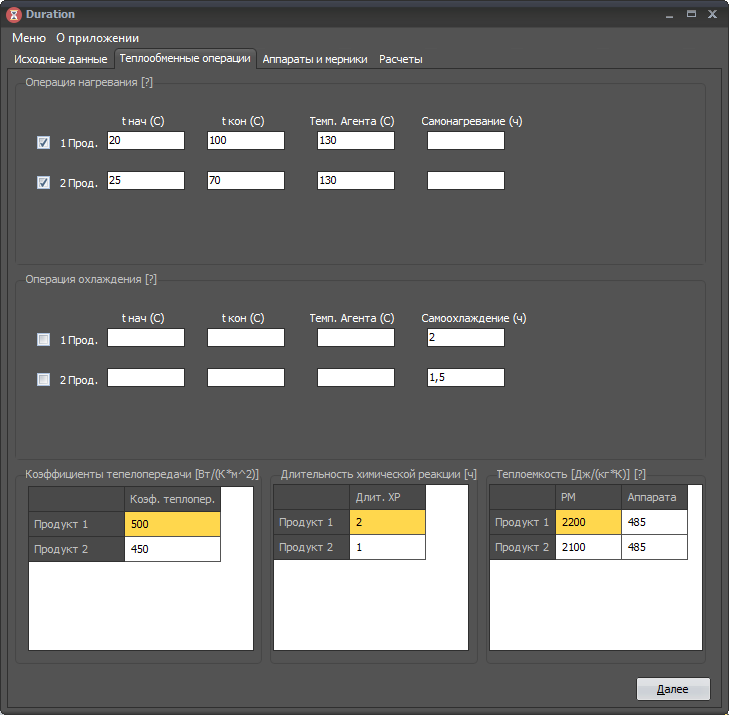 Duration
Меню О приложении
Исходные данные Теплообменные операции Аппараты и мерники Расчеты
Операция нагревания [?]
t нач (С) t кон (С) Темп. Агента (С) Самонагревание (ч)
1 Прод. 20 100 130
2 Прод. 25 70 130
Операция охлаждения [?]
t нач (С) t кон (С) Темп. Агента (С) Самоохлаждение (ч)
1 Прод. 2
2 Прод. 1,5
Коэффициенты тепелопередачи [Вт/(К*м^2)] Длительность химической реакции [ч] Теплоемкость [Дж/(кг*К)] [?]
Коэф. теплопер. Длит. ХР РМ Аппарата
Продукт 1 500 Продукт 1 2 Продукт 1 2200 485
Продукт 2 450 Продукт 2 1 Продукт 2 2100 485
Далее